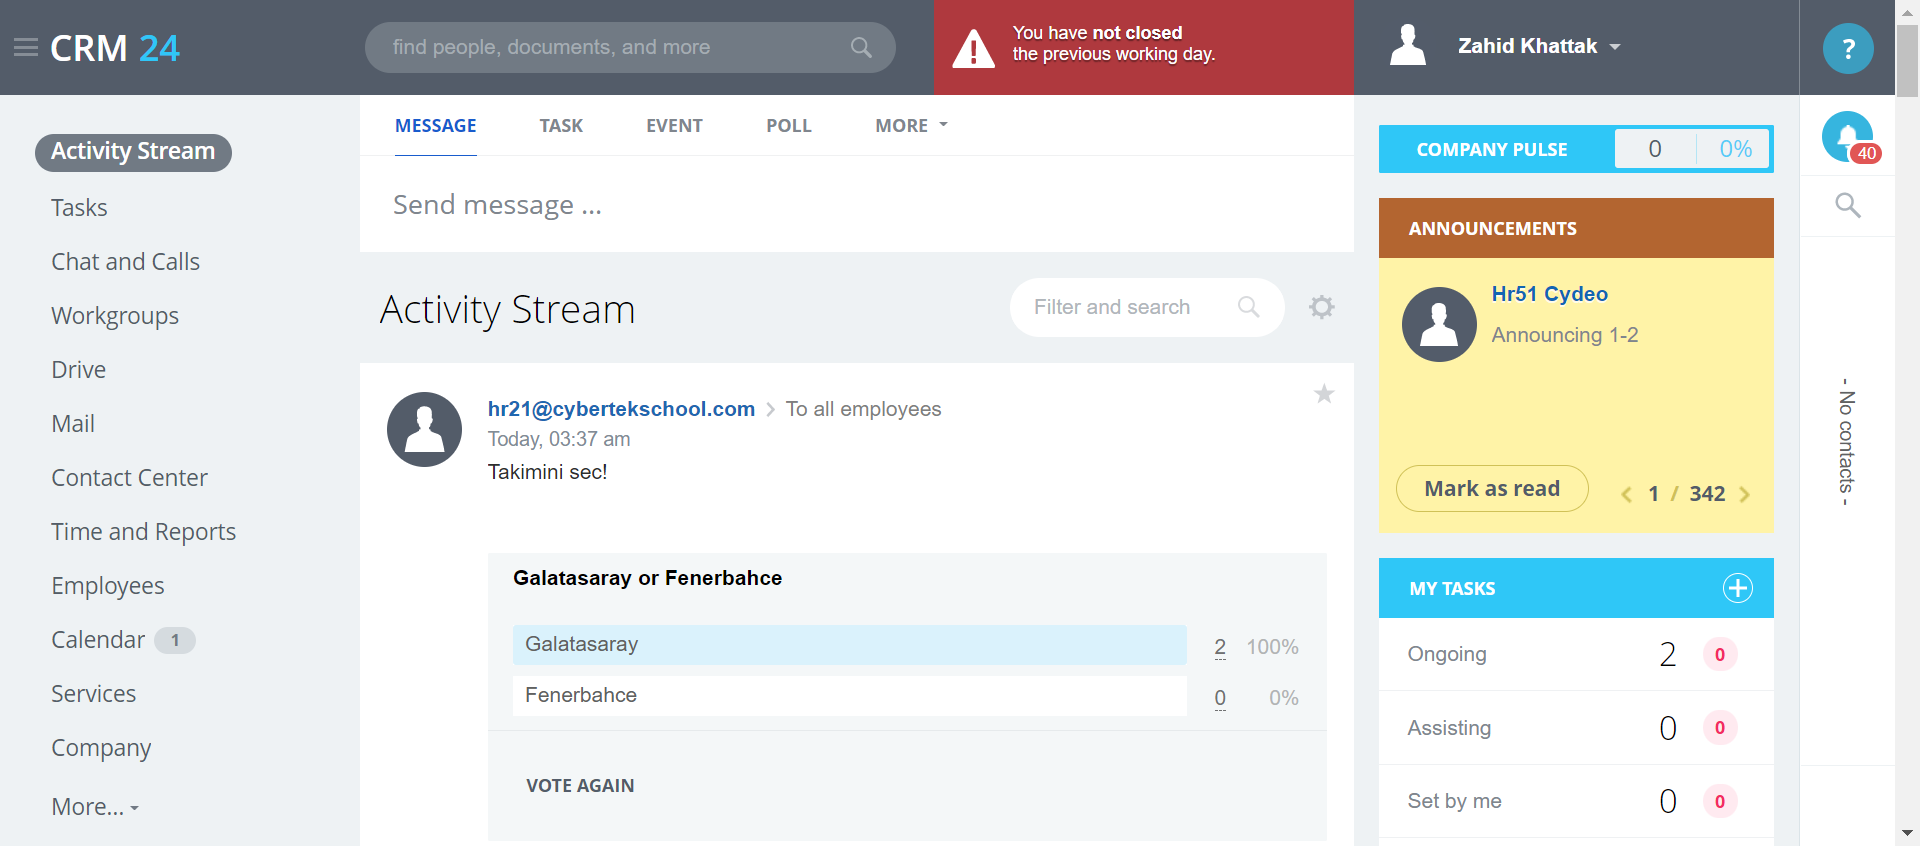 CRM 24
find people, documents, and more
You have not closed
the previous working day.
Zahid Khattak
?
Activity Stream
Tasks
Chat and Calls
Workgroups
Drive
Mail
Contact Center
Time and Reports
Employees
Calendar 1
Services
Company
More...
MESSAGE TASK EVENT POLL MORE
Send message ...
Activity Stream
Filter and search
hr21@cybertekschool.com > To all employees
Today, 03:37 am
Takimini sec!
Galatasaray or Fenerbahce
Galatasaray 2 100%
Fenerbahce 0 0%
VOTE AGAIN
COMPANY PULSE 0 0%
ANNOUNCEMENTS
Hr51 Cydeo
Announcing 1-2
Mark as read
1 / 342
MY TASKS
Ongoing 2 0
Assisting 0 0
Set by me 0 0
40
- No contacts -